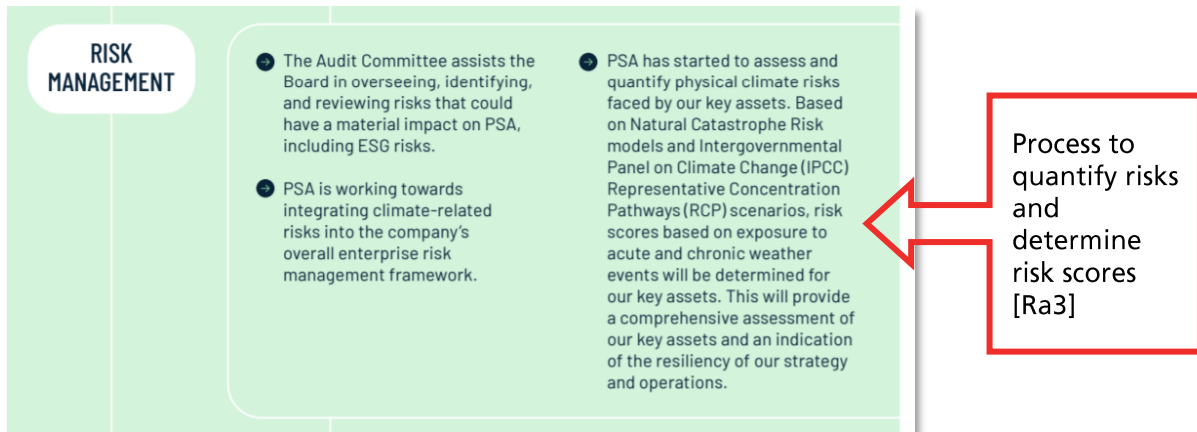 RISK
MANAGEMENT
The Audit Committee assists the
Board in overseeing, identifying,
and reviewing risks that could
have a material impact on PSA,
including ESG risks.
PSA is working towards
integrating climate-related
risks into the company's
overall enterprise risk
management framework.
PSA has started to assess and
quantify physical climate risks
faced by our key assets. Based
on Natural Catastrophe Risk
models and Intergovernmental
Panel on Climate Change (IPCC)
Representative Concentration
Pathways (RCP) scenarios, risk
scores based on exposure to
acute and chronic weather
events will be determined for
our key assets. This will provide
a comprehensive assessment of
our key assets and an indication
of the resiliency of our strategy
and operations.
Process to
quantify risks
and
determine
risk scores
[Ra3]